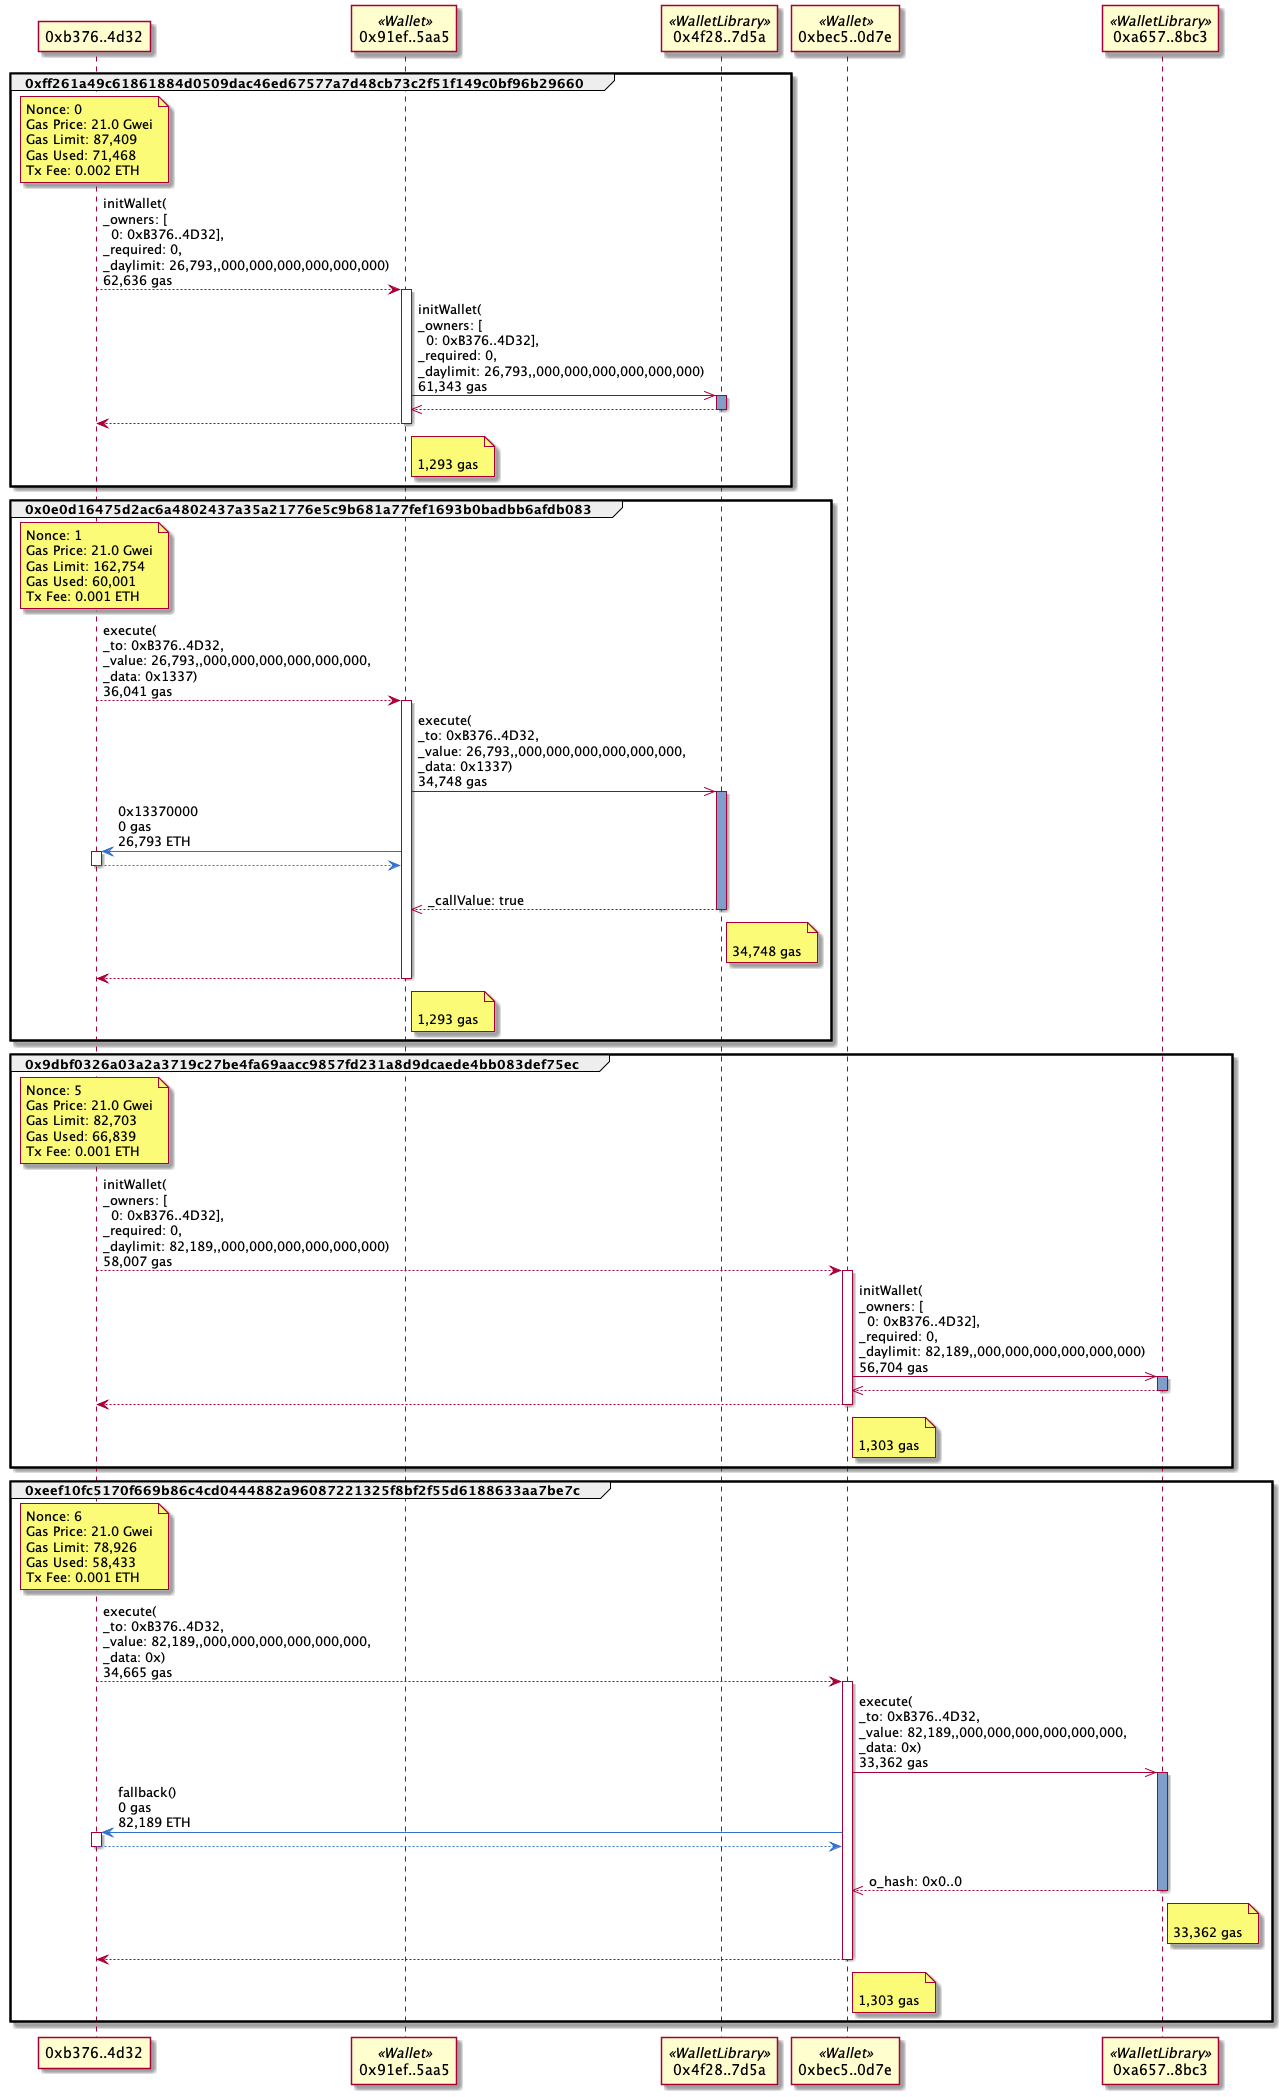 0xb376..4d32
«Wallet»
0x91ef..5aa5
«WalletLibrary»
0x4f28..7d5a
«Wallet»
0xbec5..0d7e
«WalletLibrary»
0xa657..8bc3
0xff261a49c61861884d0509dac46ed67577a7d48cb73c2f51f149c0bf96b29660
Nonce: 0
Gas Price: 21.0 Gwei
Gas Limit: 87,409
Gas Used: 71,468
Tx Fee: 0.002 ETH
initWallet(
_owners: [
0: 0xB376..4D32],
_required: 0,
_daylimit: 26,793,,000,000,000,000,000,000)
62,636 gas
initWallet(
_owners: [
0: 0xB376..4D32],
_required: 0,
_daylimit: 26,793,,000,000,000,000,000,000)
61,343 gas
1,293 gas
0x0e0d16475d2ac6a4802437a35a21776e5c9b681a77fef1693b0badbb6afdb083
Nonce: 1
Gas Price: 21.0 Gwei
Gas Limit: 162,754
Gas Used: 60,001
Tx Fee: 0.001 ETH
execute(
_to: 0xB376..4D32,
_value: 26,793,,000,000,000,000,000,000,
_data: 0x1337)
36,041 gas
execute(
_to: 0xB376..4D32,
_value: 26,793,,000,000,000,000,000,000,
_data: 0x1337)
34,748 gas
0x13370000
0 gas
26,793 ETH
_callValue: true
34,748 gas
1,293 gas
0x9dbf0326a03a2a3719c27be4fa69aacc9857fd231a8d9dcaede4bb083def75ec
Nonce: 5
Gas Price: 21.0 Gwei
Gas Limit: 82,703
Gas Used: 66,839
Tx Fee: 0.001 ETH
initWallet(
_owners: [
0: 0xB376..4D32],
_required: 0,
_daylimit: 82,189,,000,000,000,000,000,000)
58,007 gas
initWallet(
_owners: [
0: 0xB376..4D32],
_required: 0,
_daylimit: 82,189,,000,000,000,000,000,000)
56,704 gas
1,303 gas
0xeef10fc5170f669b86c4cd0444882a96087221325f8bf2f55d6188633aa7be7c
Nonce: 6
Gas Price: 21.0 Gwei
Gas Limit: 78,926
Gas Used: 58,433
Tx Fee: 0.001 ETH
execute(
_to: 0xB376..4D32,
_value: 82,189,,000,000,000,000,000,000,
_data: 0x)
34,665 gas
execute(
_to: 0xB376..4D32,
_value: 82,189,,000,000,000,000,000,000,
_data: 0x)
33,362 gas
fallback()
0 gas
82,189 ETH
o_hash: 0x0..0
33,362 gas
1,303 gas
0xb376..4d32
«Wallet»
0x91ef..5aa5
«WalletLibrary»
0x4f28..7d5a
«Wallet»
0xbec5..0d7e
«WalletLibrary»
0xa657..8bc3